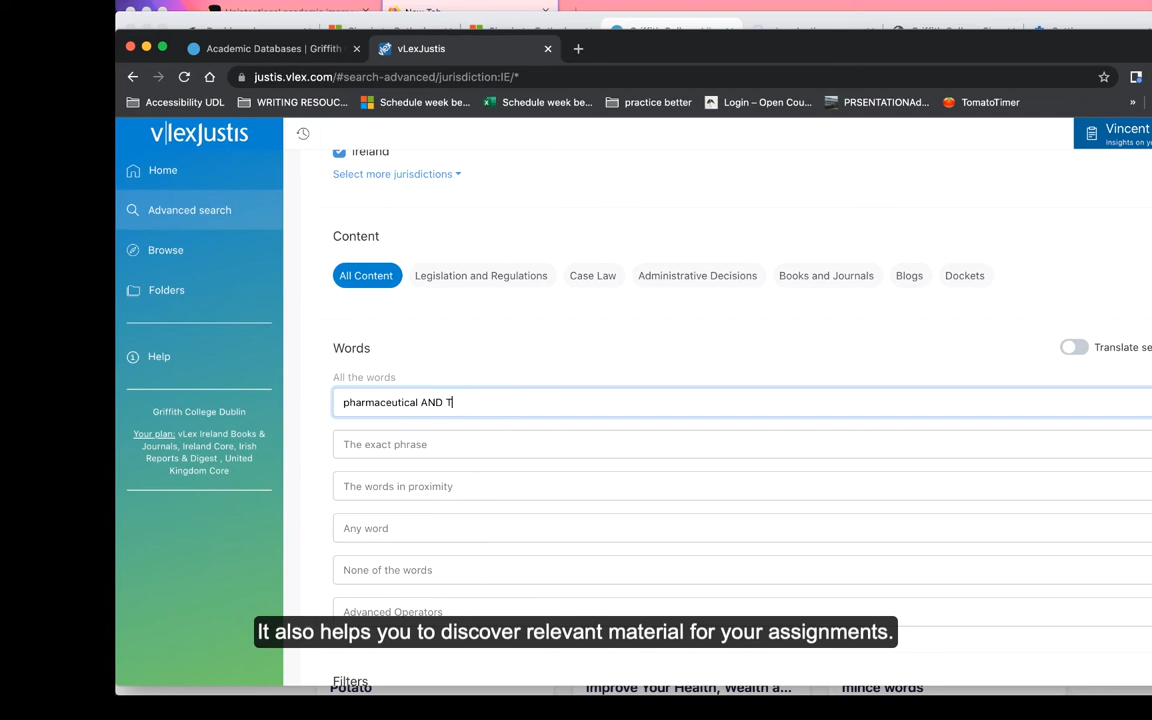 New Tab
Academic Databases | Griffith
vLexJustis
justis.vlex.com/#search-advanced/jurisdiction:IE/*
Accessibility UDL
WRITING RESOUC...
Schedule week be...
Schedule week be...
practice better
Login – Open Cou...
PRSENTATIONAd...
TomatoTimer
»
v|lexJustis
Vincent
Insights on yo
Home
Advanced search
Browse
Folders
Help
Griffith College Dublin
Your plan: vLex Ireland Books &
Journals, Ireland Core, Irish
Reports & Digest , United
Kingdom Core
Ireland
Select more jurisdictions
Content
All Content
Legislation and Regulations
Case Law
Administrative Decisions
Books and Journals
Blogs
Dockets
Words
Translate se
All the words
pharmaceutical AND T
The exact phrase
The words in proximity
Any word
None of the words
Advanced Operators
It also helps you to discover relevant material for your assignments.
Filters
Potato
Improve Your Health, Wealth a...
mince words